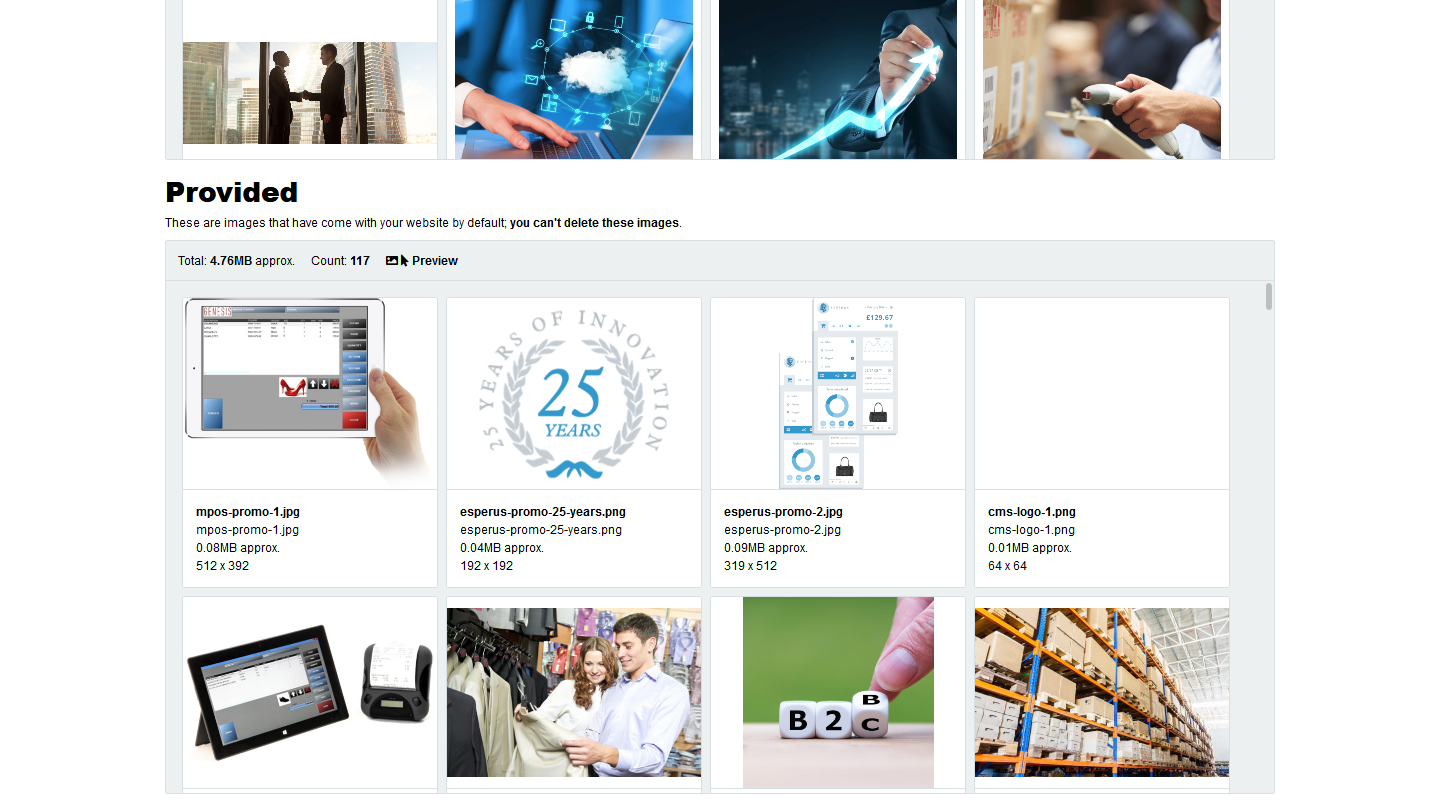 Provided
These are images that have come with your website by default; you can't delete these images.
Total: 4.76MB approx. Count: 117 Preview
GENESIS
25 YEARS OF INNOVATION
25
YEARS
£129.67
mpos-promo-1.jpg
mpos-promo-1.jpg
0.08MB approx.
512 x 392
esperus-promo-25-years.png
esperus-promo-25-years.png
0.04MB approx.
192 x 192
esperus-promo-2.jpg
esperus-promo-2.jpg
0.09MB approx.
319 x 512
cms-logo-1.png
cms-logo-1.png
0.01MB approx.
64 x 64
B 2 B
C